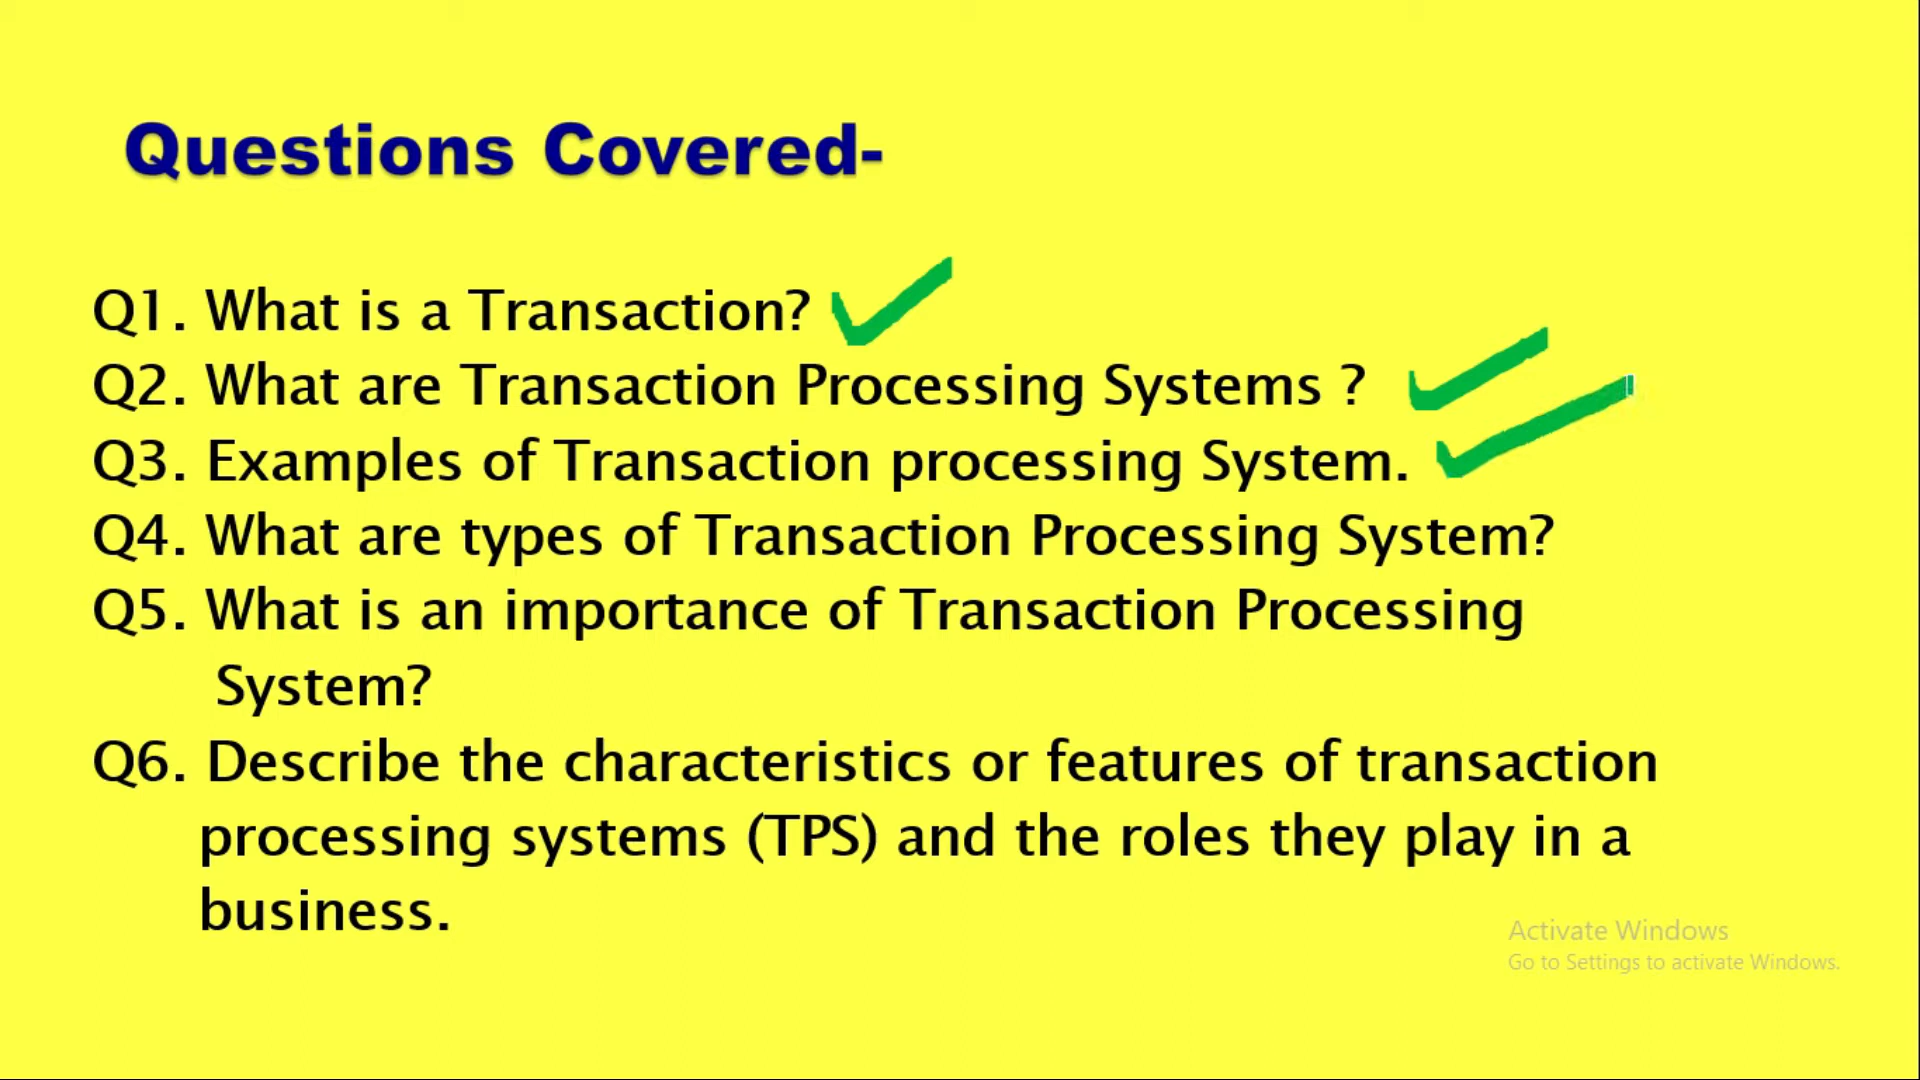 Questions Covered-
Q1. What is a Transaction?
Q2. What are Transaction Processing Systems ?
Q3. Examples of Transaction processing System.
Q4. What are types of Transaction Processing System?
Q5. What is an importance of Transaction Processing
System?
Q6. Describe the characteristics or features of transaction
processing systems (TPS) and the roles they play in a
business.
Activate Windows
Go to Settings to activate Windows.